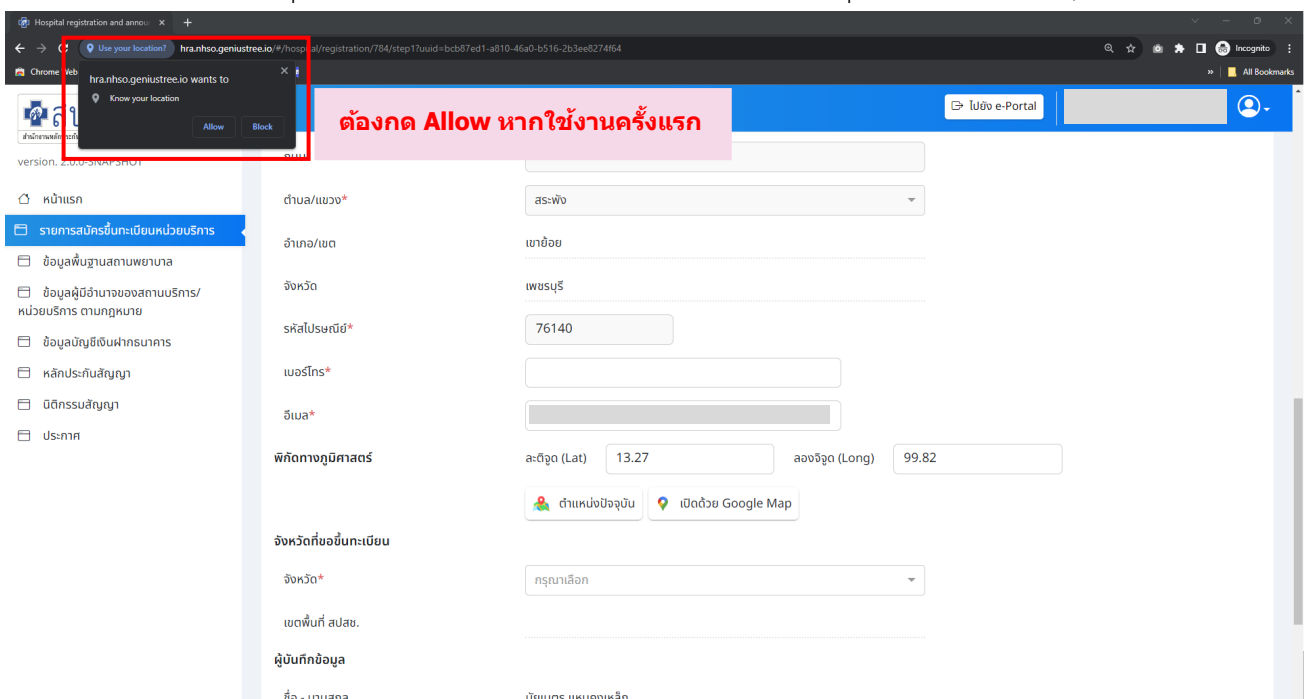 Hospital registration and annou
Use your location?
hra.nhso.geniustree.io/#/hospital/registration/784/step1?uuid=bcb87ed1-a810-46a0-b516-2b3ee8274f64
Incognito
Chrome Web
All Bookmarks
hra.nhso.geniustree.io wants to
Know your location
Allow
Block
ต้องกด Allow หากใช้งานครั้งแรก
ไปยัง e-Portal
version. 2.0.0-SNAPSHOT
หน้าแรก
รายการสมัครขึ้นทะเบียนหน่วยบริการ
ข้อมูลพื้นฐานสถานพยาบาล
ข้อมูลผู้มีอำนาจของสถานบริการ/
หน่วยบริการ ตามกฎหมาย
ข้อมูลบัญชีเงินฝากธนาคาร
หลักประกันสัญญา
นิติกรรมสัญญา
ประกาศ
ตำบล/แขวง* สระพัง
อำเภอ/เขต เขาย้อย
จังหวัด เพชรบุรี
รหัสไปรษณีย์* 76140
เบอร์โทร*
อีเมล*
พิกัดทางภูมิศาสตร์ ละติจูด (Lat) 13.27 ลองจิจูด (Long) 99.82
ตำแหน่งปัจจุบัน เปิดด้วย Google Map
จังหวัดที่ขอขึ้นทะเบียน
จังหวัด* กรุณาเลือก
เขตพื้นที่ สปสช.
ผู้บันทึกข้อมูล